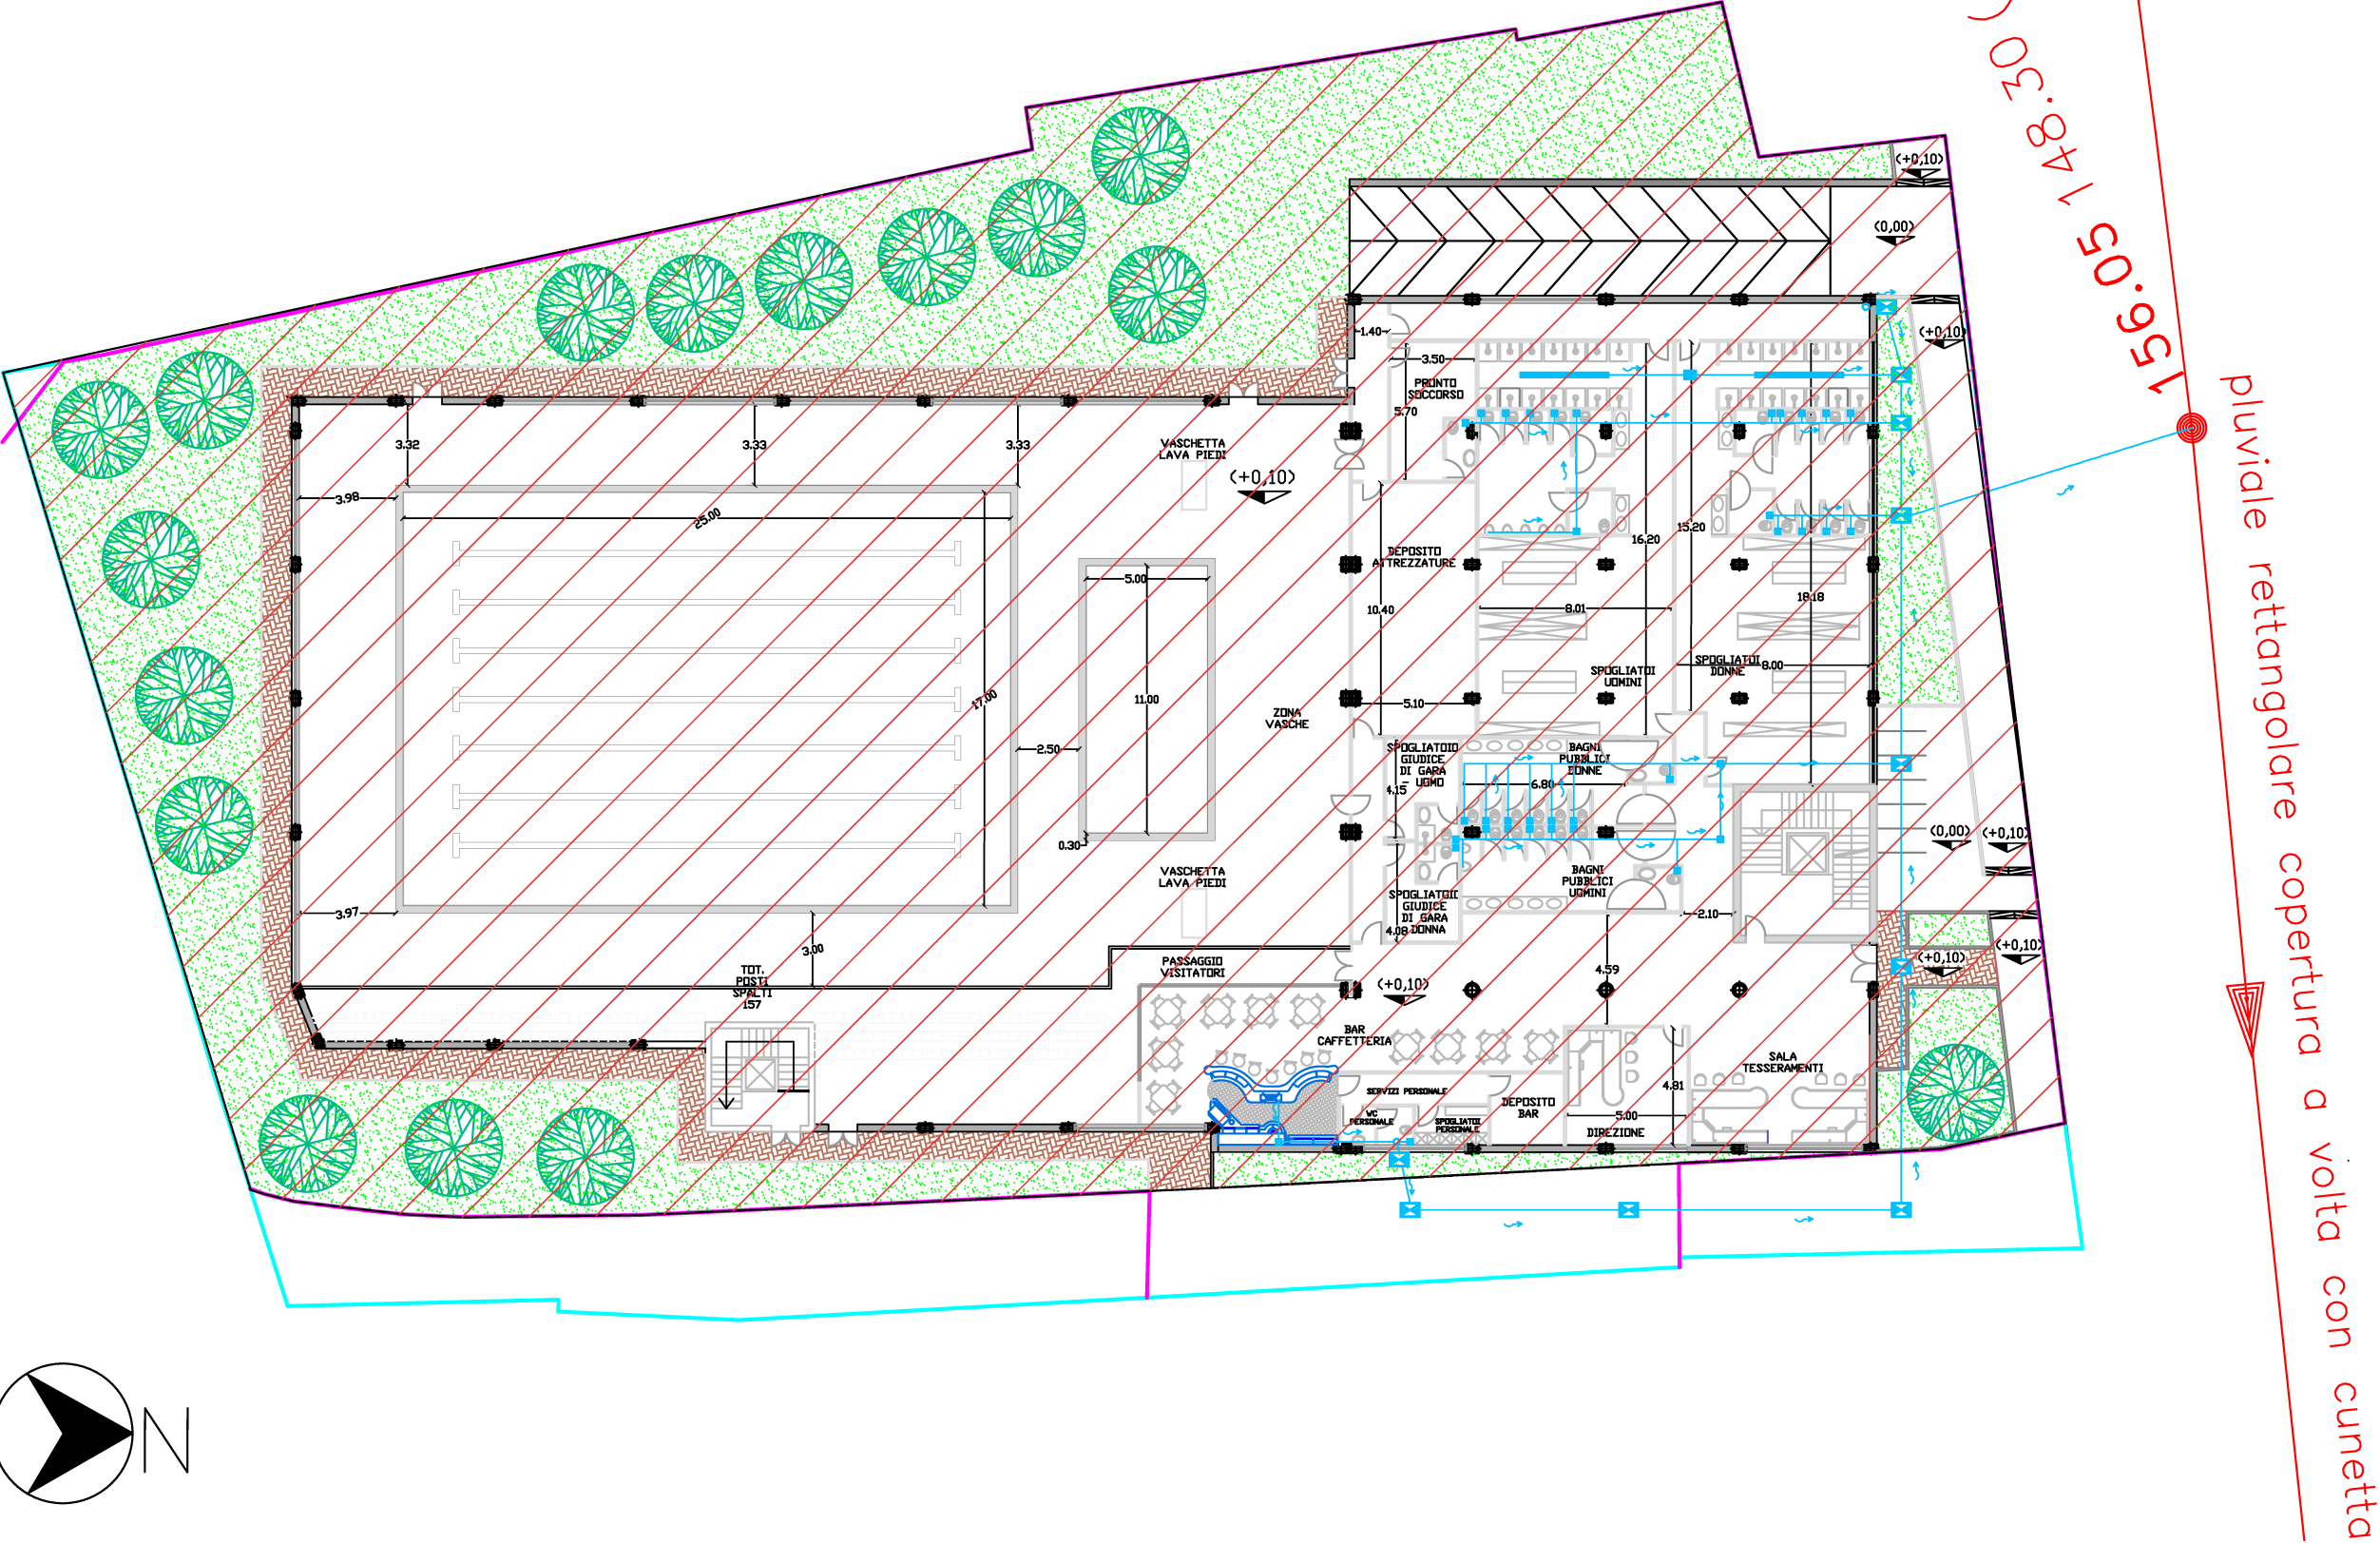 148.30
156.05
pluviale rettangolare copertura a volta con cunetta
(+0,10)
(0,00)
(+0,10)
1.40
3.50
PRONTO
SOCCORSO
5.70
3.32
3.33
3.33
VASCHETTA
LAVA PIEDI
(+0,10)
3.98
25.00
16.20
15.20
DEPOSITO
ATTREZZATURE
5.00
10.40
8.01
18.18
SPOGLIATOI
UOMINI
SPOGLIATOI
DONNE
8.00
17.00
11.00
5.10
ZONA
VASCHE
2.50
SPOGLIATOIO
GIUDICE
DI GARA
- UOMO
4.15
BAGNI
PUBBLICI
DONNE
6.80
0.30
(0,00)
(+0,10)
VASCHETTA
LAVA PIEDI
BAGNI
PUBBLICI
UOMINI
SPOGLIATOIO
GIUDICE
DI GARA
DONNA
4.08
3.97
2.10
3.00
PASSAGGIO
VISITATORI
TOT.
POSTI
SPALTI
157
4.59
(+0,10)
(+0,10)
(+0,10)
BAR
CAFFETTERIA
SALA
TESSERAMENTI
4.81
SERVIZI PERSONALE
WC
PERSONALE
SPOGLIATOI
PERSONALE
DEPOSITO
BAR
5.00
DIREZIONE
N